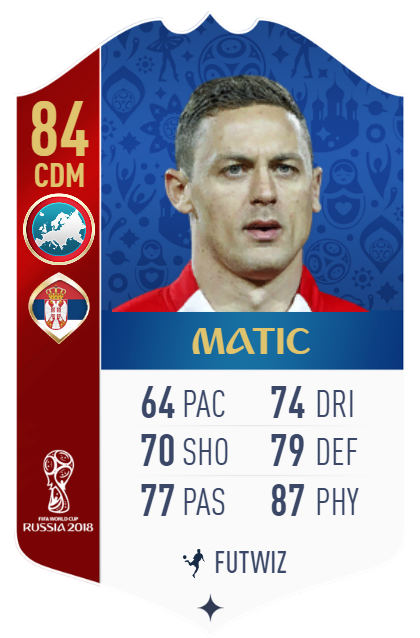 84
CDM
MATIC
64 PAC 74 DRI
70 SHO 79 DEF
77 PAS 87 PHY
FIFA WORLD CUP
RUSSIA 2018
FUTWIZ